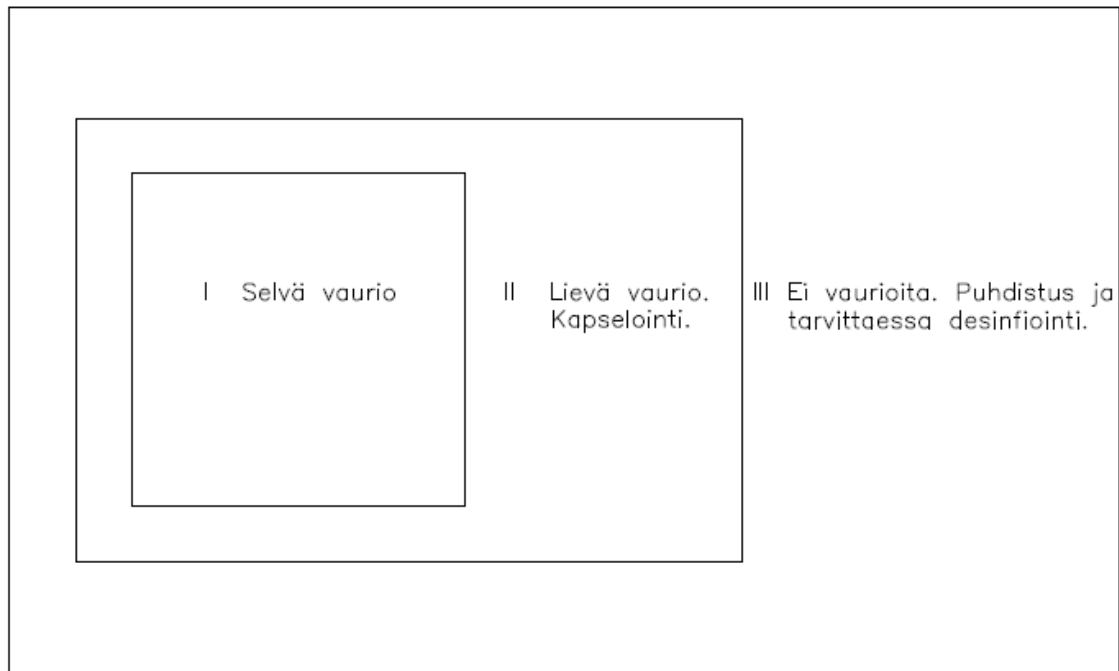 I Selvä vaurio
II Lievä vaurio.
Kapselointi.
III Ei vaurioita. Puhdistus ja
tarvittaessa desinfiointi.